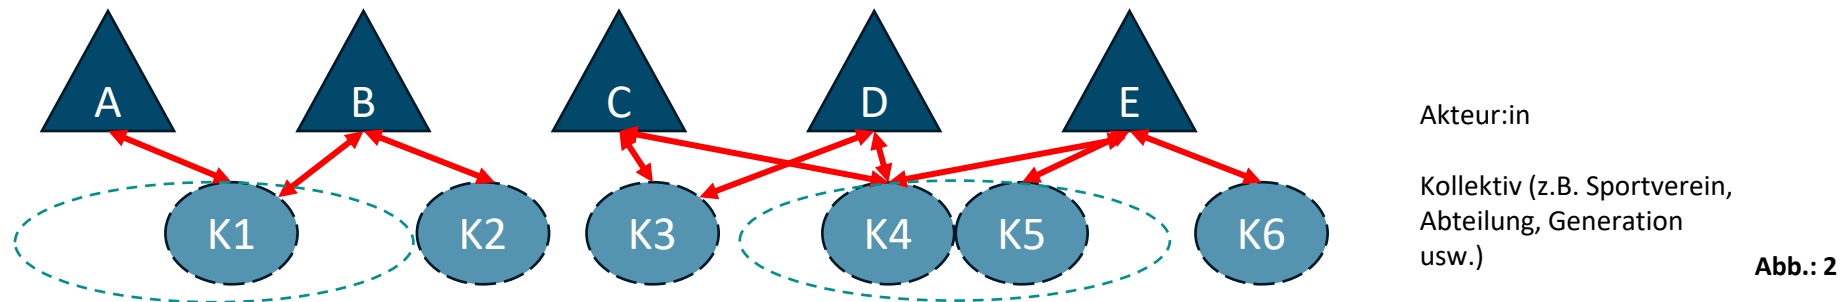 A
B
C
D
E
Akteur:in
K1
K2
K3
K4
K5
K6
Kollektiv (z.B. Sportverein,
Abteilung, Generation
usw.)
Abb.: 2